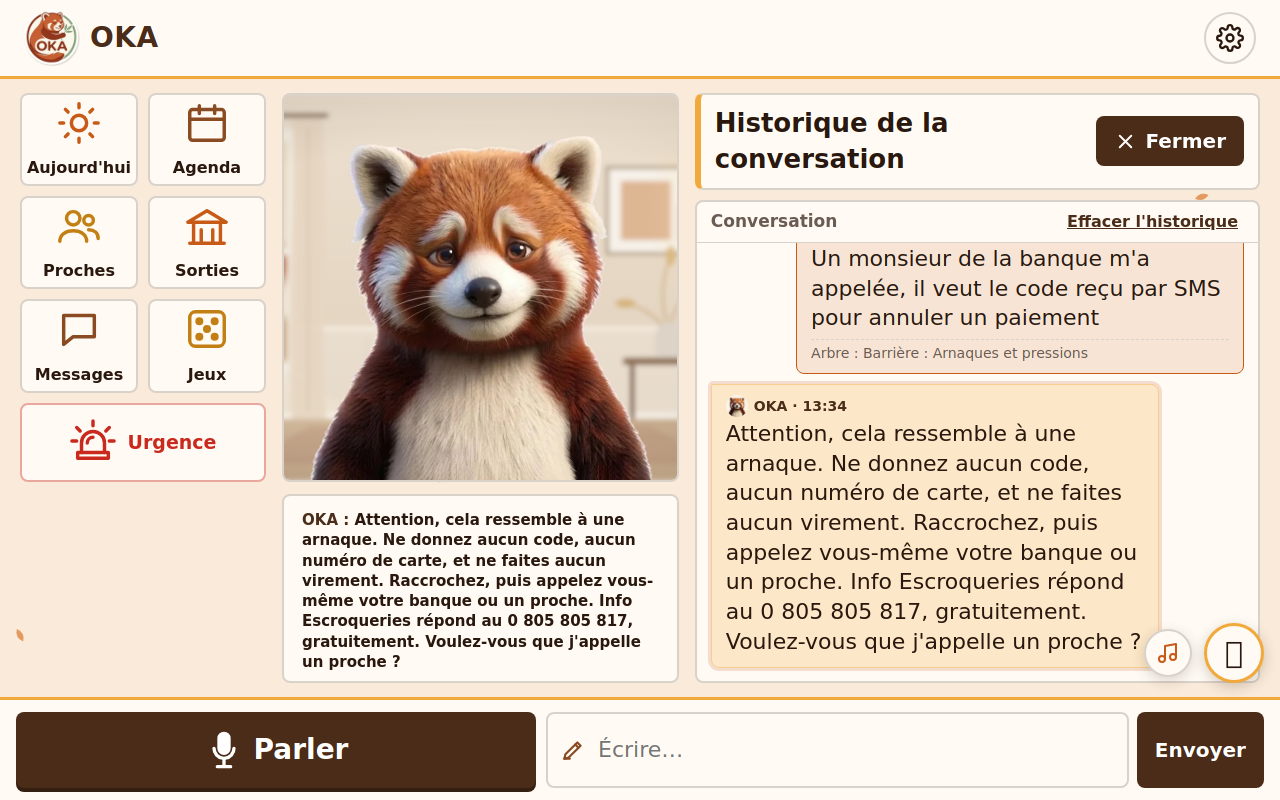 OKA
OKA
Aujourd'hui
Agenda
Proches
Sorties
Messages
Jeux
Urgence
OKA : Attention, cela ressemble à une
arnaque. Ne donnez aucun code, aucun
numéro de carte, et ne faites aucun
virement. Raccrochez, puis appelez vous-
même votre banque ou un proche. Info
Escroqueries répond au 0 805 805 817,
gratuitement. Voulez-vous que j'appelle
un proche ?
Historique de la
conversation
Fermer
Conversation
Effacer l'historique
Un monsieur de la banque m'a
appelée, il veut le code reçu par SMS
pour annuler un paiement
Arbre : Barrière : Arnaques et pressions
OKA · 13:34
Attention, cela ressemble à une
arnaque. Ne donnez aucun code,
aucun numéro de carte, et ne faites
aucun virement. Raccrochez, puis
appelez vous-même votre banque ou
un proche. Info Escroqueries répond
au 0 805 805 817, gratuitement.
Voulez-vous que j'appelle un proche ?
Parler
Écrire...
Envoyer